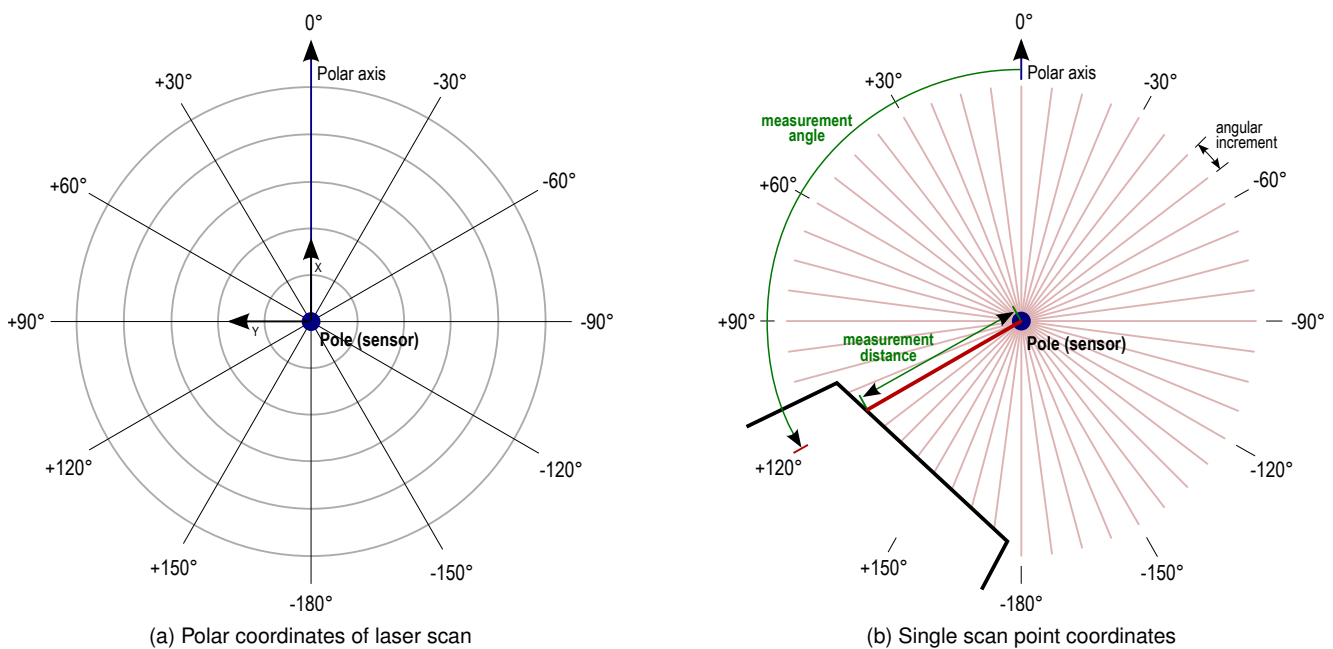 0°
Polar axis
+30°
-30°
+60°
-60°
X
+90°
Y
-90°
Pole (sensor)
+120°
-120°
+150°
-150°
-180°
(a) Polar coordinates of laser scan
0°
Polar axis
+30°
-30°
measurement
angle
angular
increment
+60°
-60°
+90°
-90°
measurement
distance
Pole (sensor)
+120°
-120°
+150°
-150°
-180°
(b) Single scan point coordinates